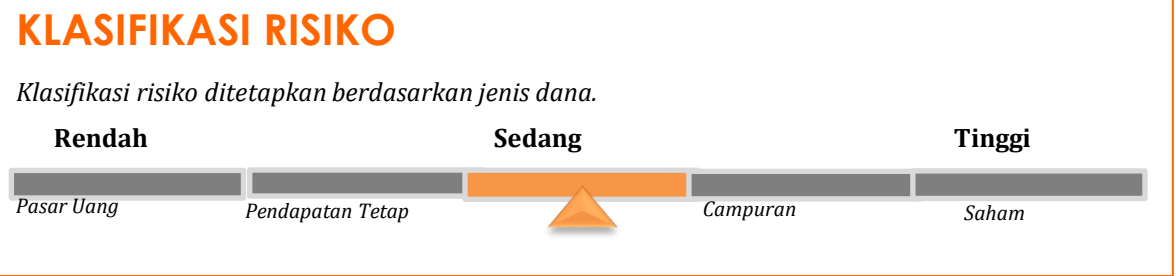 KLASIFIKASI RISIKO
Klasifikasi risiko ditetapkan berdasarkan jenis dana.
Rendah Sedang Tinggi
Pasar Uang Pendapatan Tetap Campuran Saham